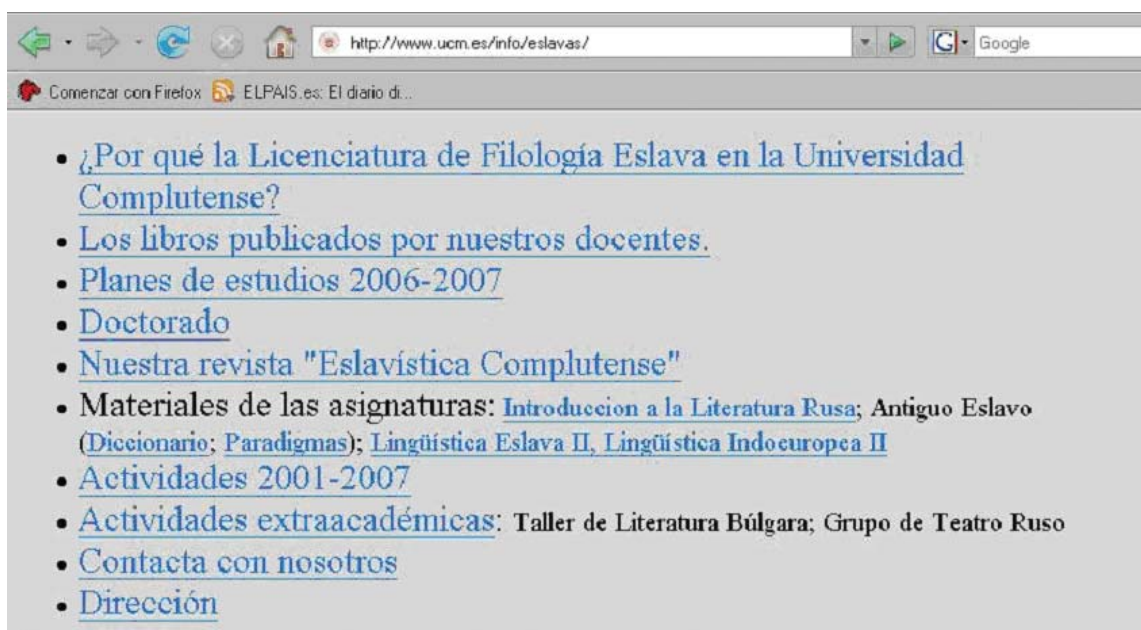 http://www.ucm.es/info/eslavas/
G Google
Comenzar con Firefox ELPAIS.es: El diario di...
• ¿Por qué la Licenciatura de Filología Eslava en la Universidad
Complutense?
• Los libros publicados por nuestros docentes.
• Planes de estudios 2006-2007
• Doctorado
• Nuestra revista "Eslavística Complutense"
• Materiales de las asignaturas: Introduccion a la Literatura Rusa; Antiguo Eslavo
(Diccionario; Paradigmas); Lingüística Eslava II, Lingüística Indoeuropea II
• Actividades 2001-2007
• Actividades extraacadémicas: Taller de Literatura Búlgara; Grupo de Teatro Ruso
• Contacta con nosotros
• Dirección